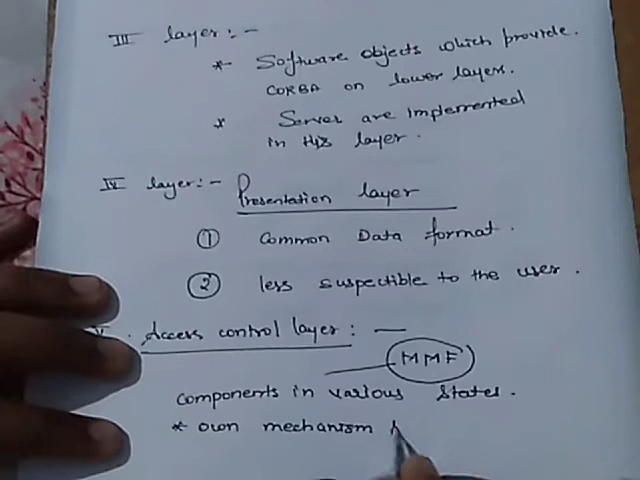 III layer:-
*- Software objects which provide.
CORBA on lower layers.
* Server are implemented
in this layer.
IV layer:- Presentation layer
① Common Data format.
② less suspectible to the user.
V. Access control layer: —
MMF
components in various states.
* own mechanism